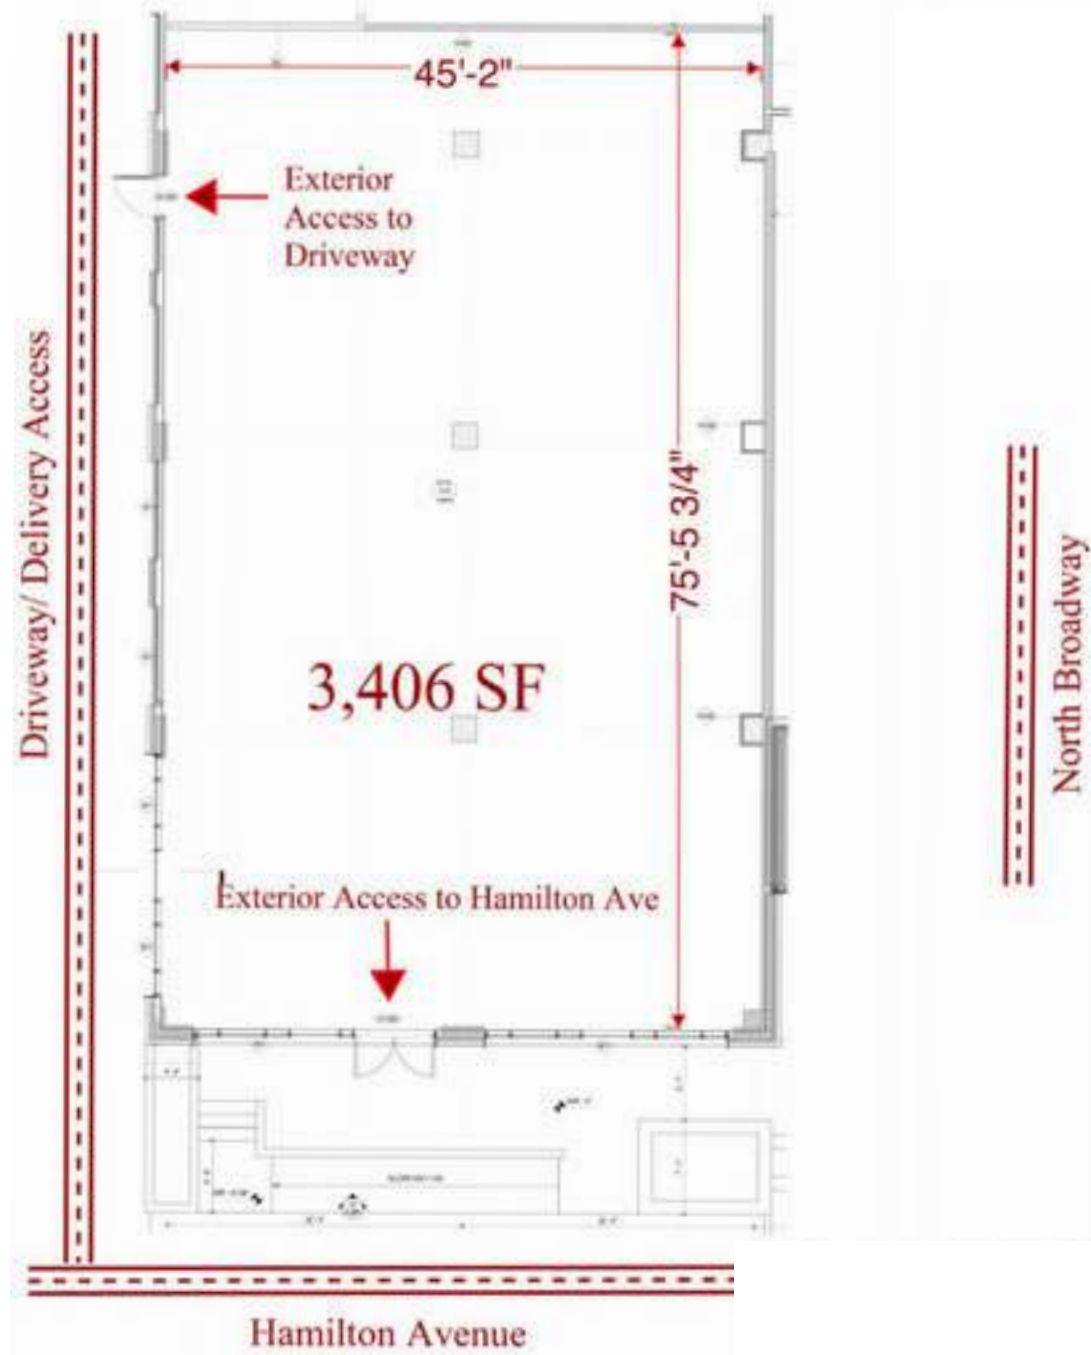 45'-2"
Exterior
Access to
Driveway
Driveway/ Delivery Access
75'-5 3/4"
North Broadway
3,406 SF
Exterior Access to Hamilton Ave
Hamilton Avenue